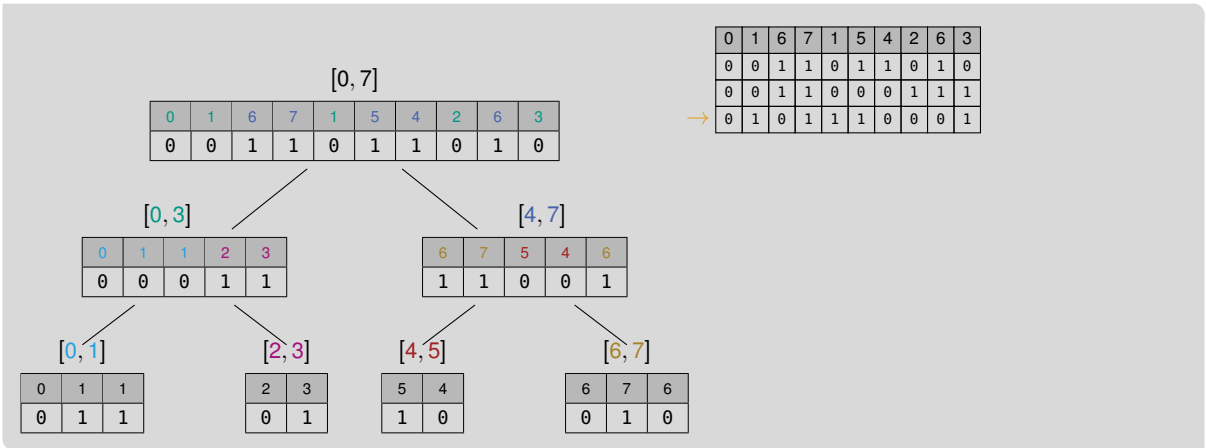 [0, 7]
0 1 6 7 1 5 4 2 6 3
0 0 1 1 0 1 1 0 1 0
[0, 3]
0 1 1 2 3
0 0 0 1 1
[4, 7]
6 7 5 4 6
1 1 0 0 1
[0, 1]
0 1 1
0 1 1
[2, 3]
2 3
0 1
[4, 5]
5 4
1 0
[6, 7]
6 7 6
0 1 0
0 1 6 7 1 5 4 2 6 3
0 0 1 1 0 1 1 0 1 0
0 0 1 1 0 0 0 1 1 1
→ 0 1 0 1 1 1 0 0 0 1